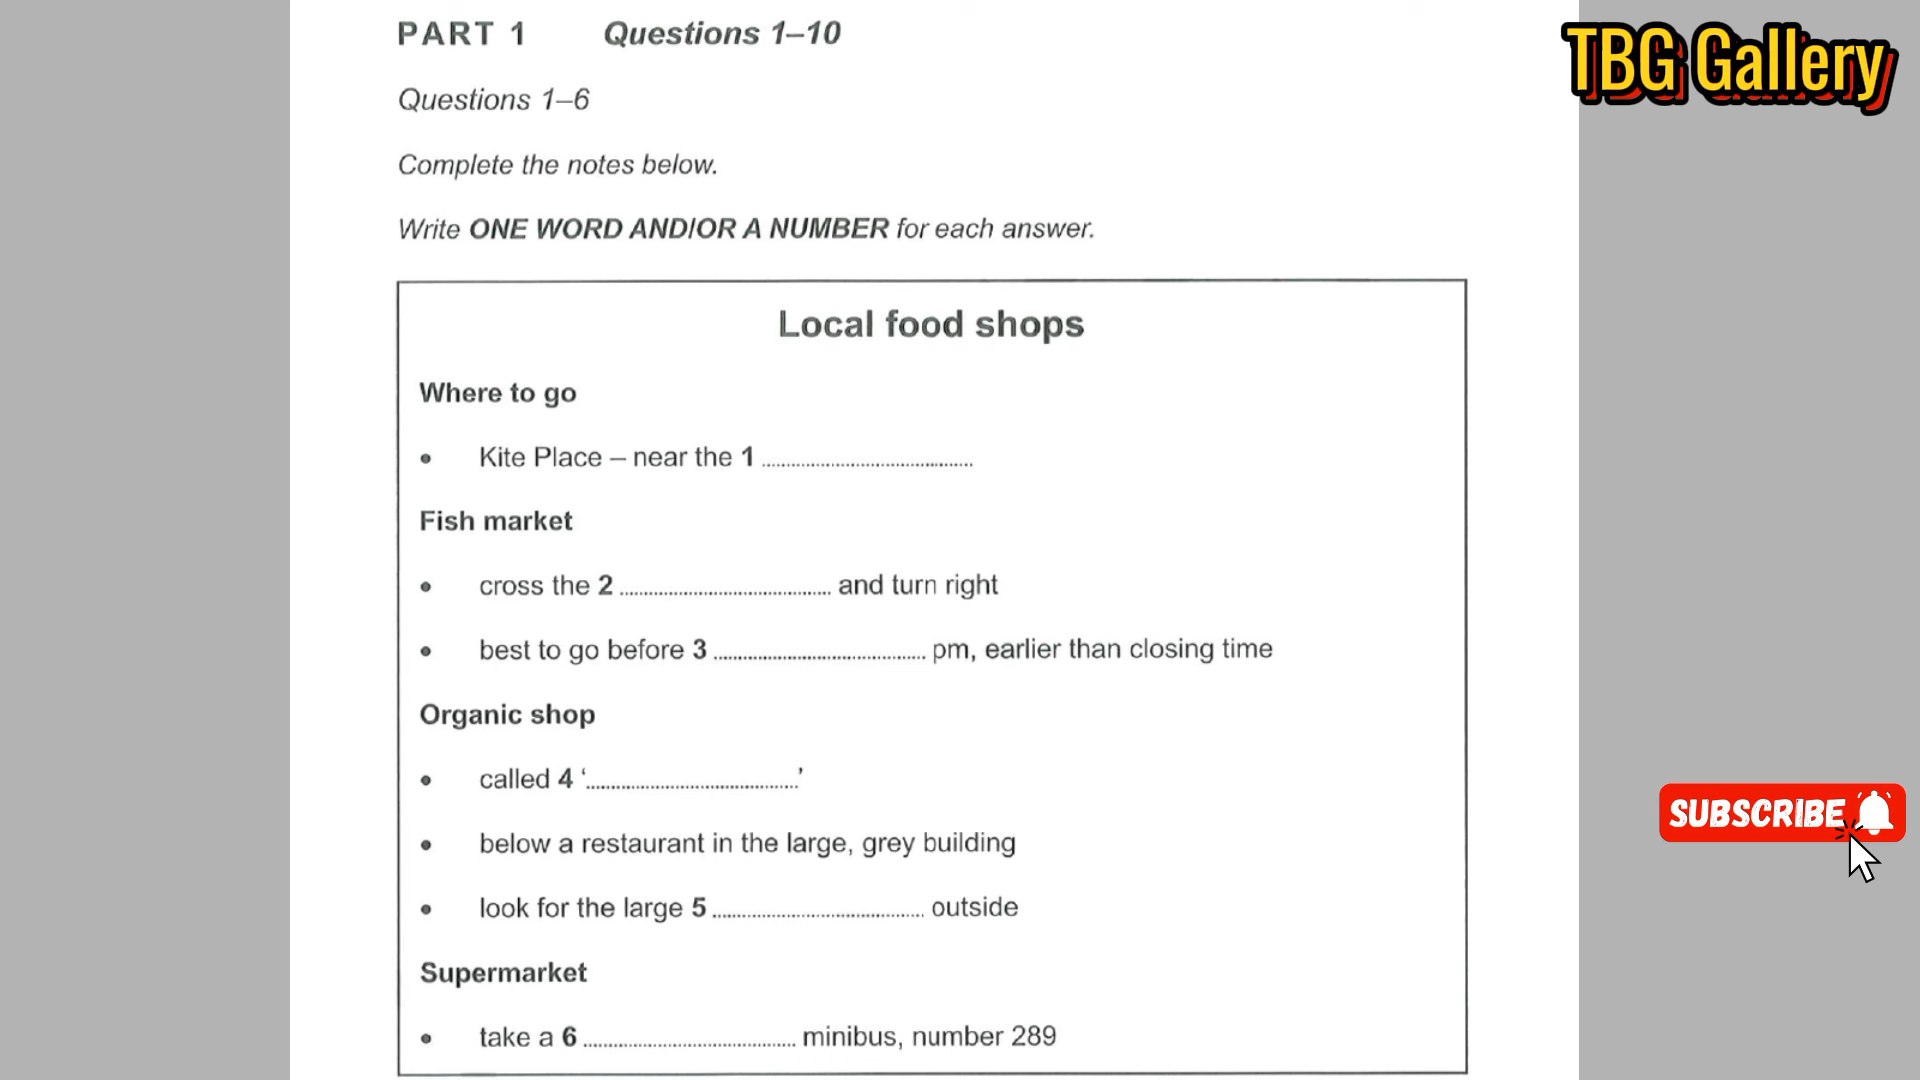 PART 1 Questions 1–10
TBG Gallery
Questions 1–6
Complete the notes below.
Write ONE WORD AND/OR A NUMBER for each answer.
Local food shops
Where to go
• Kite Place – near the 1 ....................................
Fish market
• cross the 2 .................................... and turn right
• best to go before 3 .................................... pm, earlier than closing time
Organic shop
• called 4 ‘....................................’
SUBSCRIBE
• below a restaurant in the large, grey building
• look for the large 5 .................................... outside
Supermarket
• take a 6 .................................... minibus, number 289